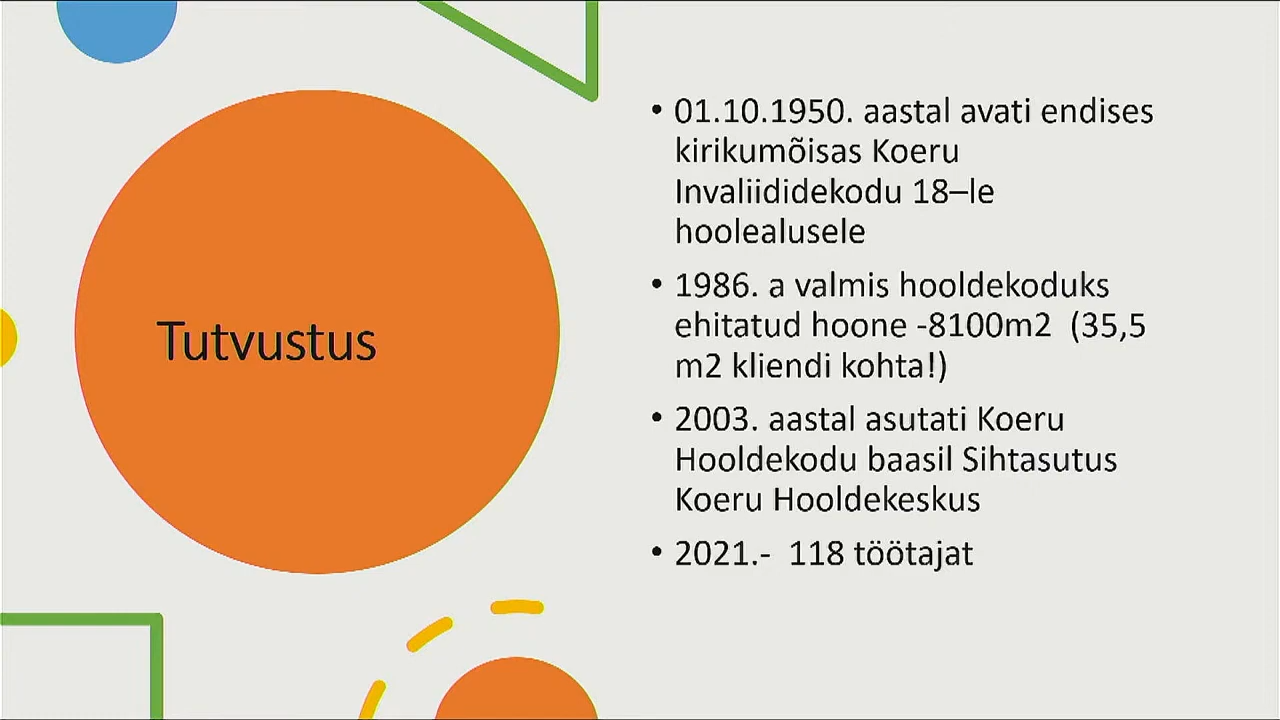 Tutvustus
• 01.10.1950. aastal avati endises
kirikumõisas Koeru
Invaliididekodu 18–le
hoolealusele
• 1986. a valmis hooldekoduks
ehitatud hoone -8100m2  (35,5
m2 kliendi kohta!)
• 2003. aastal asutati Koeru
Hooldekodu baasil Sihtasutus
Koeru Hooldekeskus
• 2021.-  118 töötajat